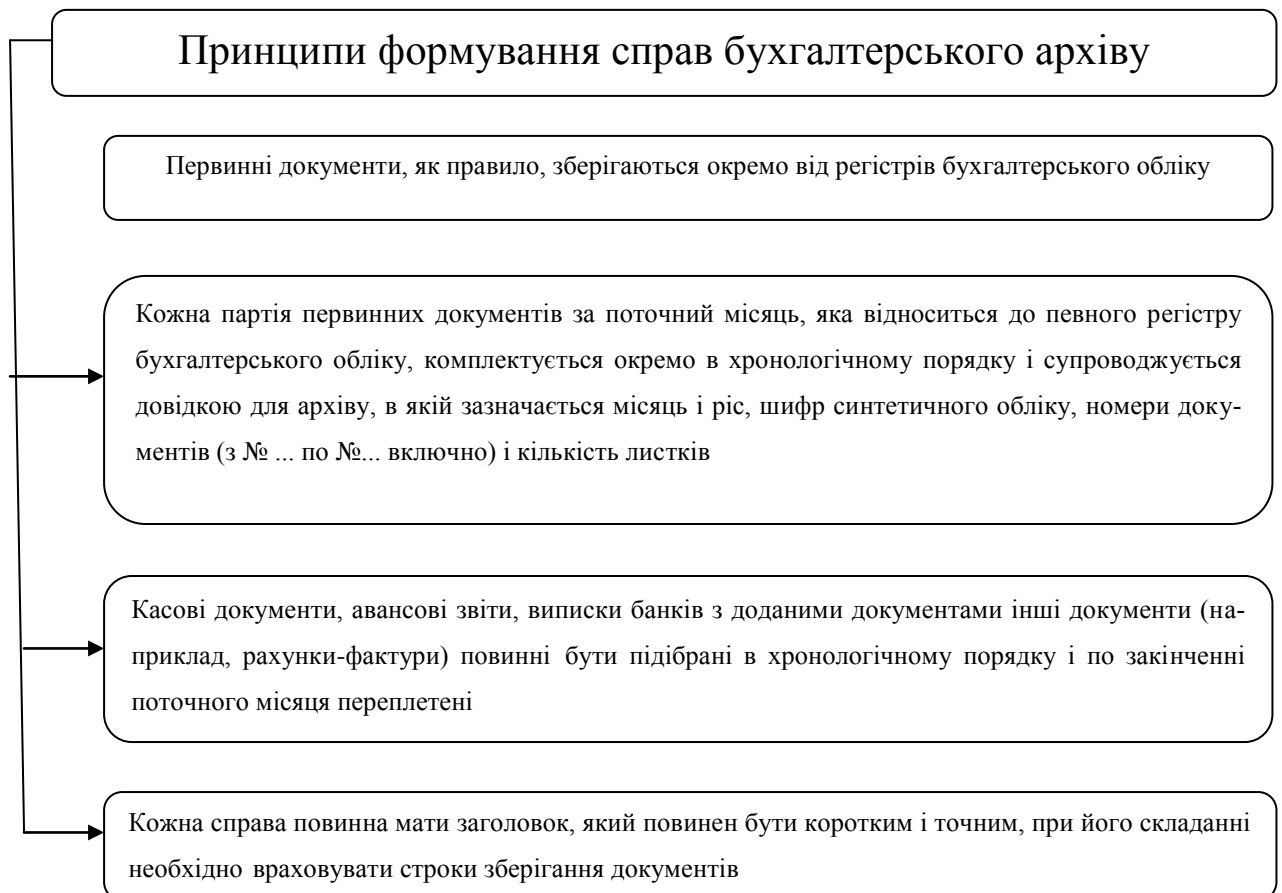 Принципи формування справ бухгалтерського архіву
Первинні документи, як правило, зберігаються окремо від регістрів бухгалтерського обліку
Кожна партія первинних документів за поточний місяць, яка відноситься до певного регістру
бухгалтерського обліку, комплектується окремо в хронологічному порядку і супроводжується
довідкою для архіву, в якій зазначається місяць і ріс, шифр синтетичного обліку, номери доку-
ментів (з № ... по №... включно) і кількість листків
Касові документи, авансові звіти, виписки банків з доданими документами інші документи (на-
приклад, рахунки-фактури) повинні бути підібрані в хронологічному порядку і по закінченні
поточного місяця переплетені
Кожна справа повинна мати заголовок, який повинен бути коротким і точним, при його складанні
необхідно враховувати строки зберігання документів